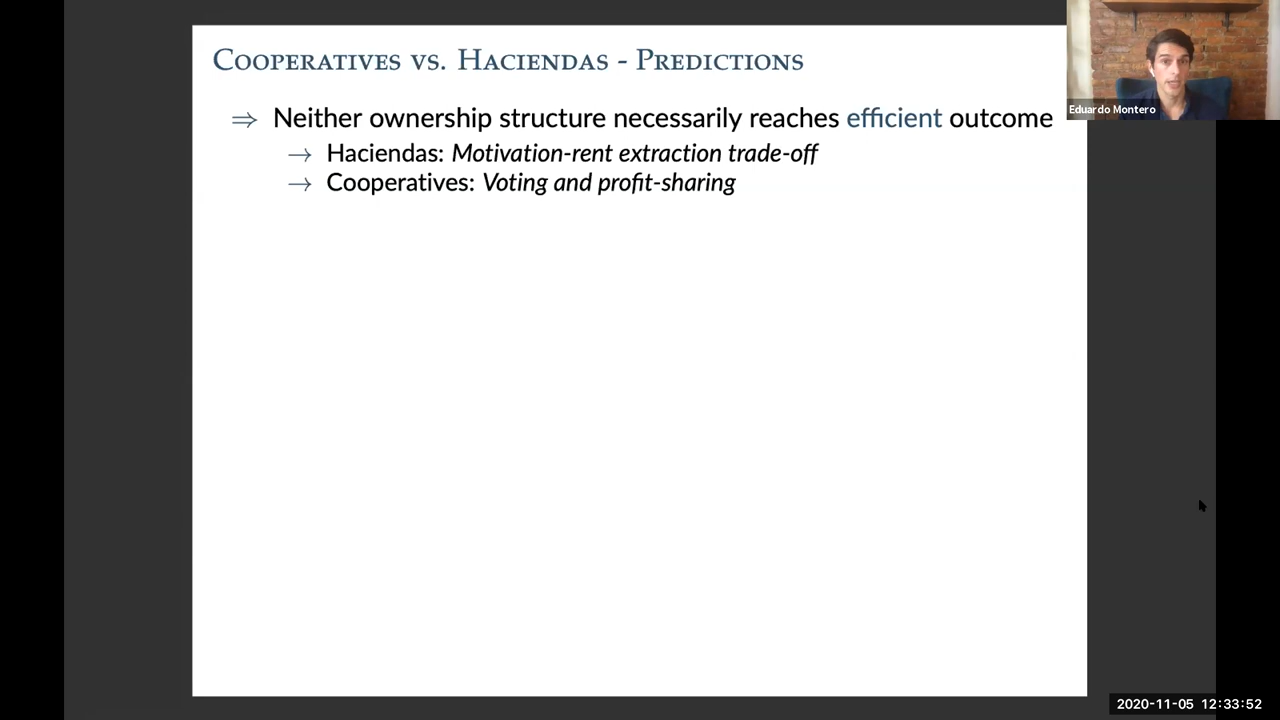 COOPERATIVES VS. HACIENDAS - PREDICTIONS
⇒ Neither ownership structure necessarily reaches efficient outcome
→ Haciendas: Motivation-rent extraction trade-off
→ Cooperatives: Voting and profit-sharing
Eduardo Montero
2020-11-05 12:33:52